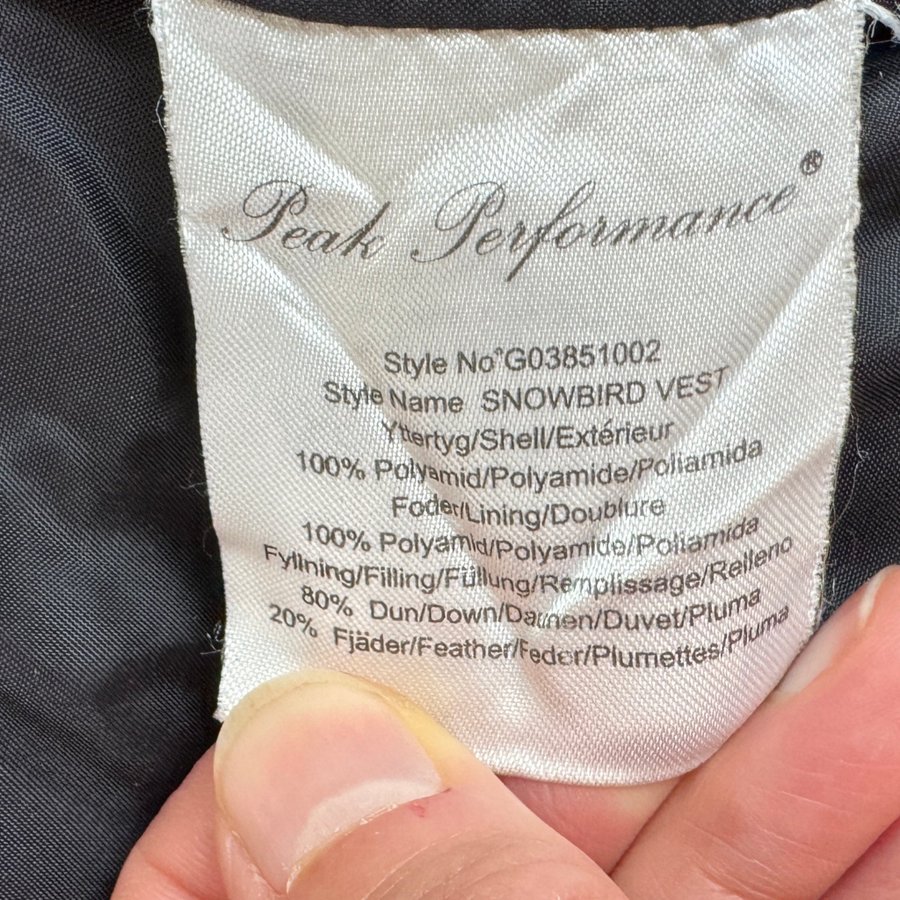 Peak Performance®
Style No°G03851002
Style Name SNOWBIRD VEST
Yttertyg/Shell/Extérieur
100% Polyamid/Polyamide/Poliamida
Foder/Lining/Doublure
100% Polyamid/Polyamide/Poliamida
Fyllning/Filling/Füllung/Remplissage/Relleno
80% Dun/Down/Daunen/Duvet/Pluma
20% Fjäder/Feather/Feder/Plumettes/Pluma